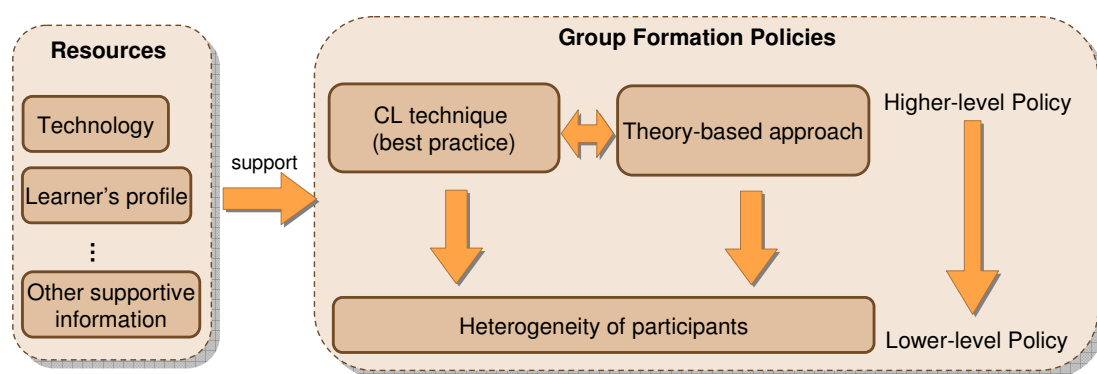 Resources
Technology
Learner's profile
⋮
Other supportive
information
support
Group Formation Policies
CL technique
(best practice)
Theory-based approach
Heterogeneity of participants
Higher-level Policy
Lower-level Policy